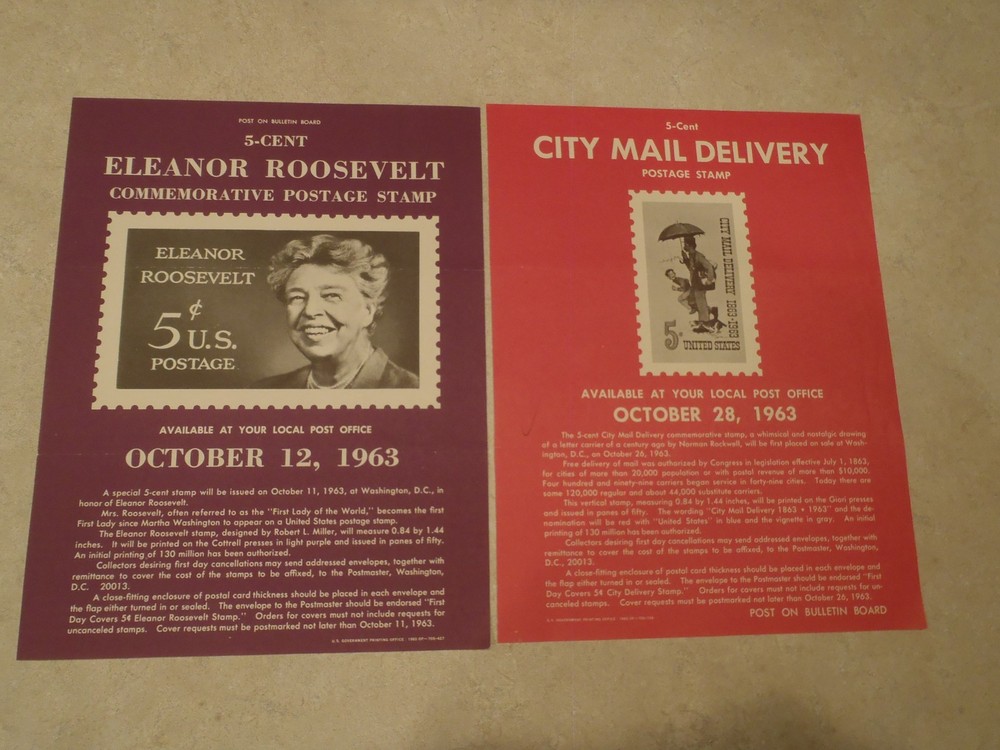 POST ON BULLETIN BOARD
5-CENT
ELEANOR ROOSEVELT
COMMEMORATIVE POSTAGE STAMP
ELEANOR
ROOSEVELT
5¢ U.S.
POSTAGE
AVAILABLE AT YOUR LOCAL POST OFFICE
OCTOBER 12, 1963
A special 5-cent stamp will be issued on October 11, 1963, at Washington, D.C., in
honor of Eleanor Roosevelt.
Mrs. Roosevelt, often referred to as the "First Lady of the World," becomes the first
First Lady since Martha Washington to appear on a United States postage stamp.
The Eleanor Roosevelt stamp, designed by Robert L. Miller, will measure 0.84 by 1.44
inches. It will be printed on the Cottrell presses in light purple and issued in panes of fifty.
An initial printing of 130 million has been authorized.
Collectors desiring first day cancellations may send addressed envelopes, together with
remittance to cover the cost of the stamps to be affixed, to the Postmaster, Washington,
D.C. 20013.
A close-fitting enclosure of postal card thickness should be placed in each envelope and
the flap either turned in or sealed. The envelope to the Postmaster should be endorsed "First
Day Covers 5¢ Eleanor Roosevelt Stamp." Orders for covers must not include requests for
uncanceled stamps. Cover requests must be postmarked not later than October 11, 1963.
U.S. GOVERNMENT PRINTING OFFICE
5-Cent
CITY MAIL DELIVERY
POSTAGE STAMP
CITY MAIL DELIVERY 1863·1963
5¢
UNITED STATES
AVAILABLE AT YOUR LOCAL POST OFFICE
OCTOBER 28, 1963
The 5-cent City Mail Delivery commemorative stamp, a whimsical and nostalgic drawing
of a letter carrier of a century ago by Norman Rockwell, will be first placed on sale at Wash-
ington, D.C., on October 26, 1963.
Free delivery of mail was authorized by Congress in legislation effective July 1, 1863,
for cities of more than 20,000 population or with postal revenue of more than $10,000.
Four hundred and ninety-nine carriers began service in forty-nine cities. Today there are
some 120,000 regular and about 44,000 substitute carriers.
This vertical stamp, measuring 0.84 by 1.44 inches, will be printed on the Giori presses
and issued in panes of fifty. The wording "City Mail Delivery 1863 • 1963" and the de-
nomination will be red with "United States" in blue and the vignette in gray. An initial
printing of 130 million has been authorized.
Collectors desiring first day cancellations may send addressed envelopes, together with
remittance to cover the cost of the stamps to be affixed, to the Postmaster, Washington,
D.C., 20013.
A close-fitting enclosure of postal card thickness should be placed in each envelope and
the flap either turned in or sealed. The envelope to the Postmaster should be endorsed "First
Day Covers 5¢ City Delivery Stamp." Orders for covers must not include requests for un-
canceled stamps. Cover requests must be postmarked not later than October 26, 1963.
POST ON BULLETIN BOARD